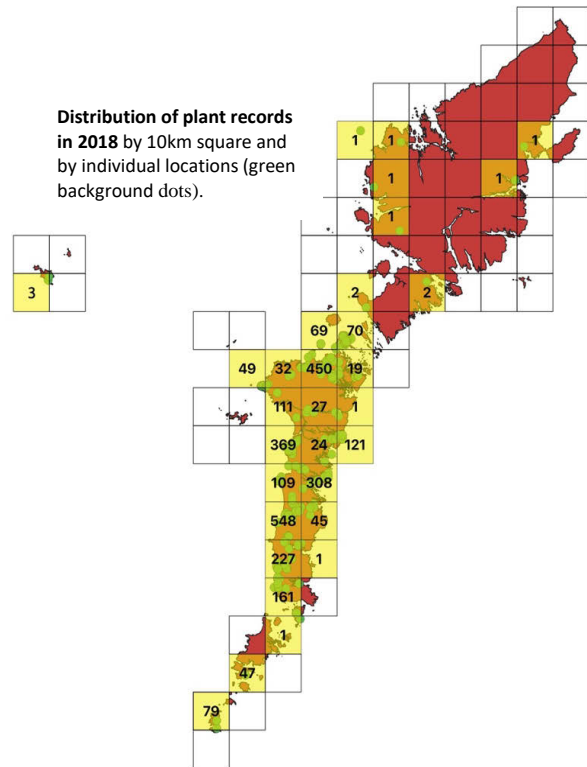 Distribution of plant records
in 2018 by 10km square and
by individual locations (green
background dots).
1 1 1
1 1
1
3 2 2
69 70
49 32 450 19
111 27 1
369 24 121
109 308
548 45
227 1
161
1
47
79